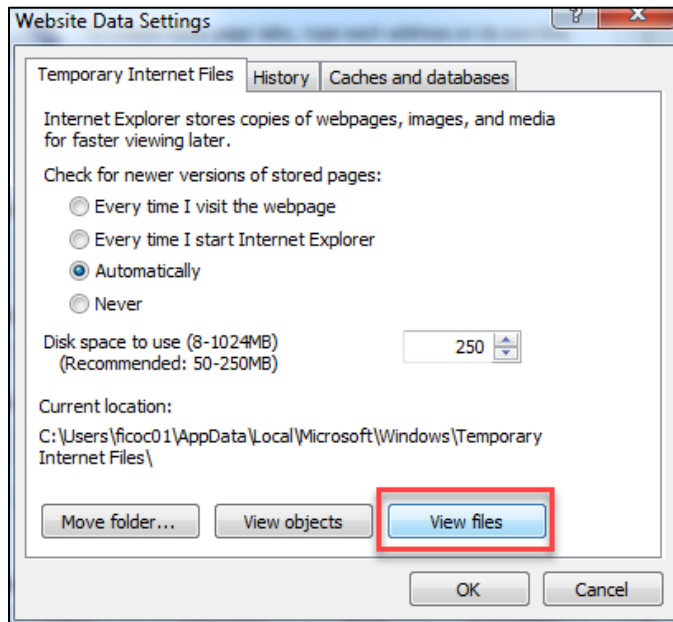 Website Data Settings
?
Temporary Internet Files
History
Caches and databases
Internet Explorer stores copies of webpages, images, and media
for faster viewing later.
Check for newer versions of stored pages:
Every time I visit the webpage
Every time I start Internet Explorer
Automatically
Never
Disk space to use (8-1024MB)
250
(Recommended: 50-250MB)
Current location:
C:\Users\ficoc01\AppData\Local\Microsoft\Windows\Temporary
Internet Files\
Move folder...
View objects
View files
OK
Cancel